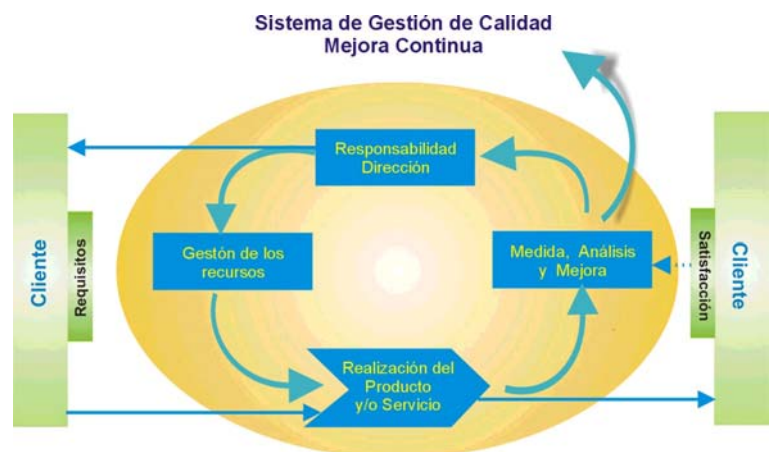 Sistema de Gestión de Calidad
Mejora Continua
Responsabilidad
Dirección
Cliente
Requisitos
Gestón de los
recursos
Medida, Análisis
y Mejora
Satisfacción
Cliente
Realización del
Producto
y/o Servicio